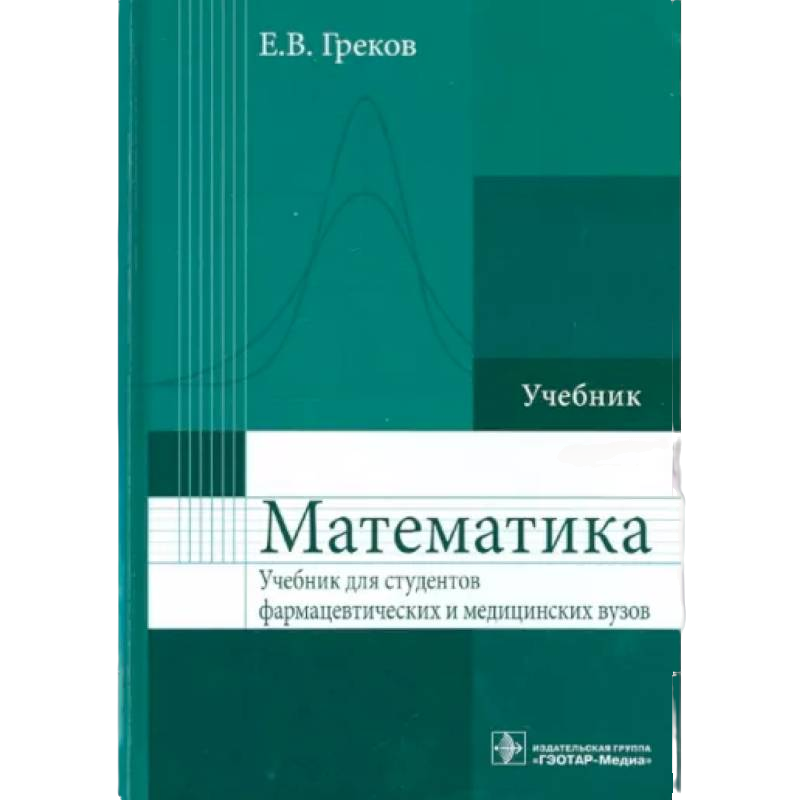 Е.В. Греков
Учебник
Математика
Учебник для студентов
фармацевтических и медицинских вузов
ИЗДАТЕЛЬСКАЯ ГРУППА
«ГЭОТАР-Медиа»